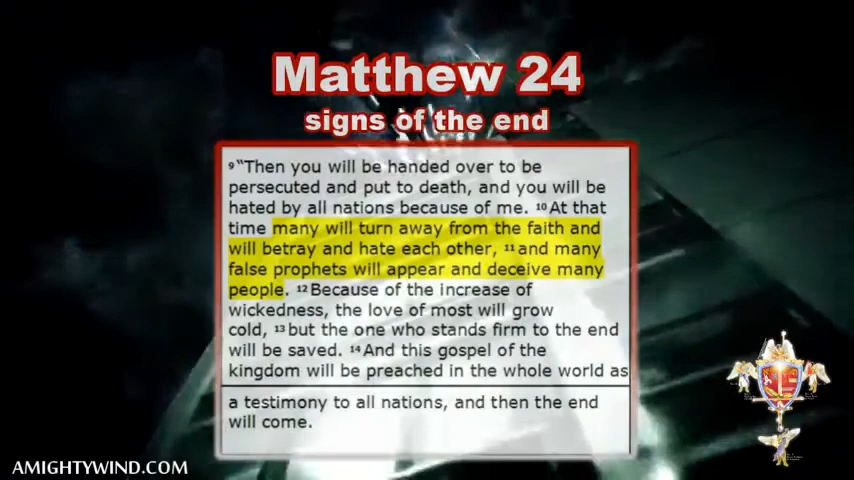 Matthew 24
signs of the end
⁹“Then you will be handed over to be
persecuted and put to death, and you will be
hated by all nations because of me. ¹⁰At that
time many will turn away from the faith and
will betray and hate each other, ¹¹and many
false prophets will appear and deceive many
people. ¹²Because of the increase of
wickedness, the love of most will grow
cold, ¹³but the one who stands firm to the end
will be saved. ¹⁴And this gospel of the
kingdom will be preached in the whole world as
a testimony to all nations, and then the end
will come.
AMIGHTYWIND.COM